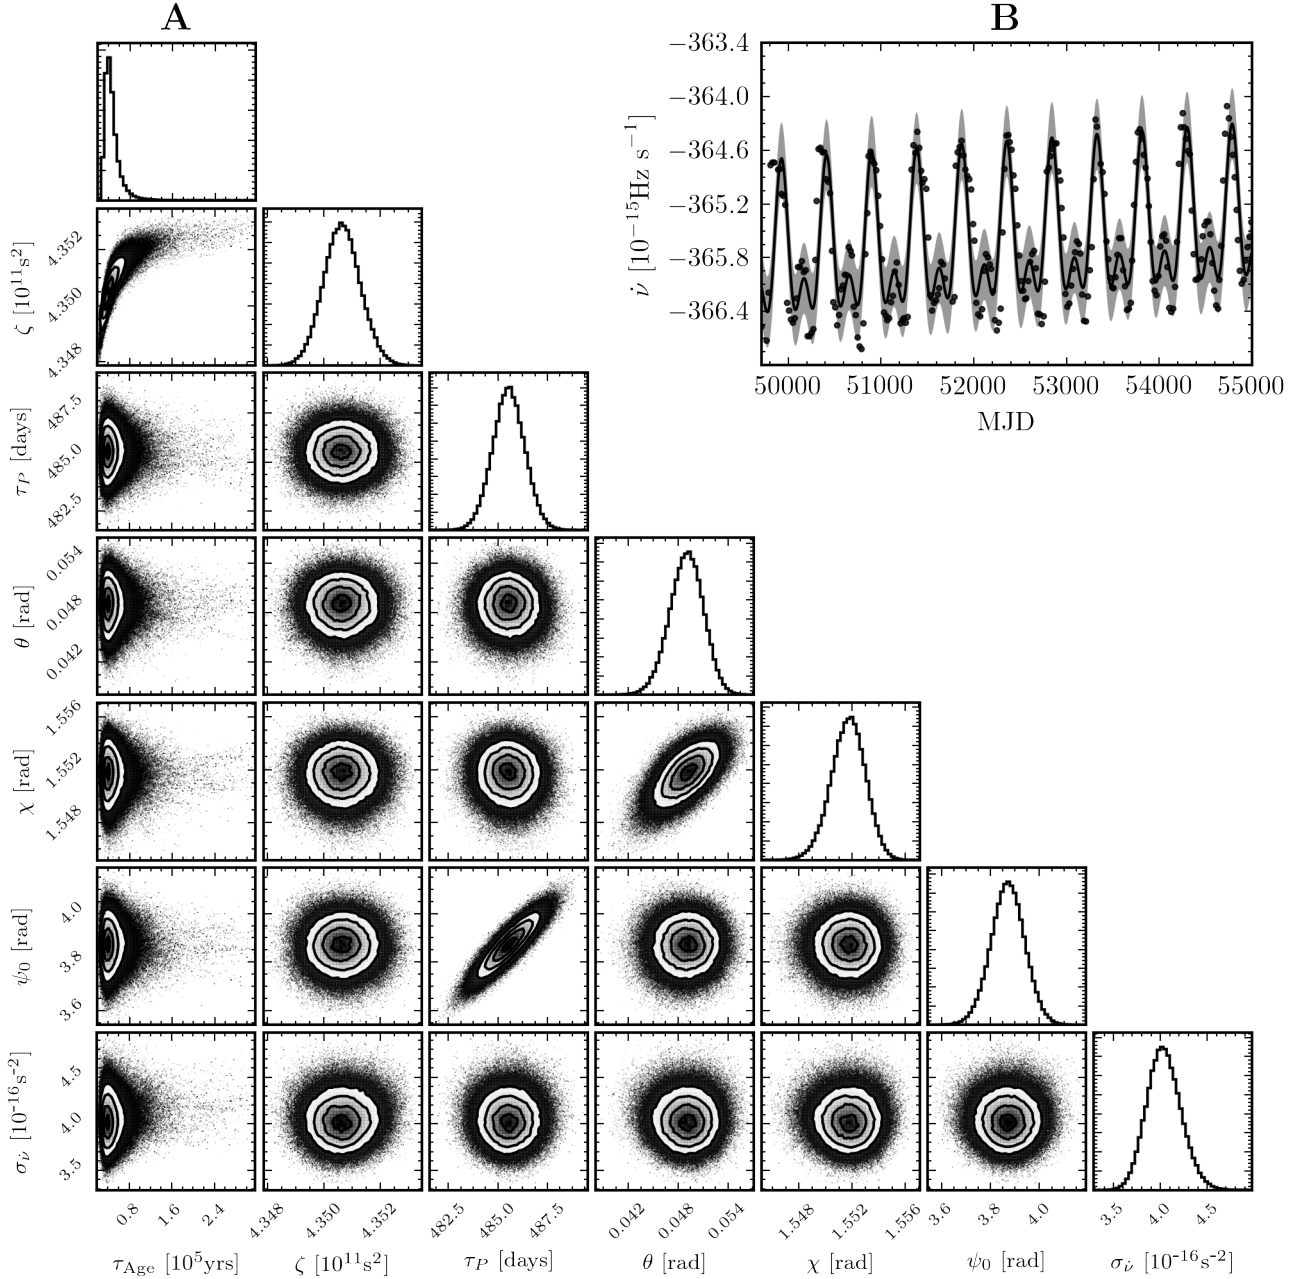 A
B
−363.4
−364.0
−364.6
−365.2
−365.8
−366.4
ν̇ [10⁻¹⁵Hz s⁻¹]
50000 51000 52000 53000 54000 55000
MJD
4.352
4.350
4.348
ζ [10¹¹s²]
487.5
485.0
482.5
τ_P [days]
0.054
0.048
0.042
θ [rad]
1.556
1.552
1.548
χ [rad]
4.0
3.8
3.6
ψ₀ [rad]
4.5
4.0
3.5
σ_ν̇ [10⁻¹⁶s⁻²]
0.8 1.6 2.4 4.348 4.350 4.352 482.5 485.0 487.5 0.042 0.048 0.054 1.548 1.552 1.556 3.6 3.8 4.0 3.5 4.0 4.5
τ_Age [10⁵yrs] ζ [10¹¹s²] τ_P [days] θ [rad] χ [rad] ψ₀ [rad] σ_ν̇ [10⁻¹⁶s⁻²]